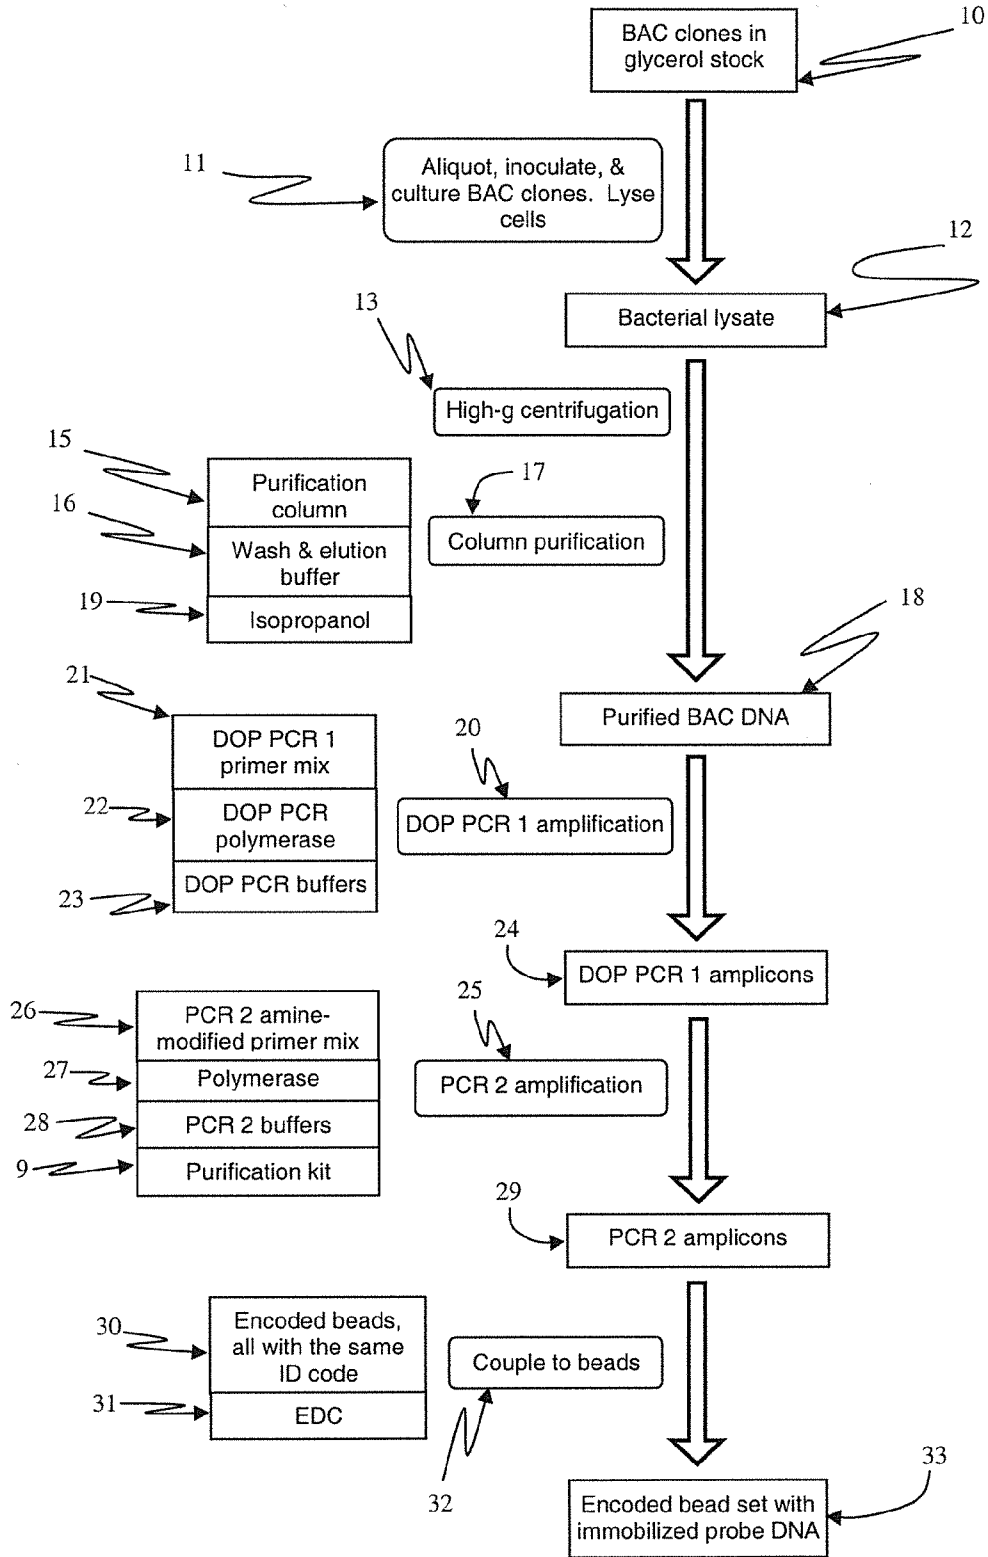 BAC clones in
glycerol stock
10
11
Aliquot, inoculate, &
culture BAC clones. Lyse
cells
12
Bacterial lysate
13
High-g centrifugation
15
Purification
column
17
Column purification
16
Wash & elution
buffer
19
Isopropanol
18
Purified BAC DNA
21
DOP PCR 1
primer mix
20
DOP PCR 1 amplification
22
DOP PCR
polymerase
23
DOP PCR buffers
24
DOP PCR 1 amplicons
26
PCR 2 amine-
modified primer mix
25
PCR 2 amplification
27
Polymerase
28
PCR 2 buffers
9
Purification kit
29
PCR 2 amplicons
30
Encoded beads,
all with the same
ID code
Couple to beads
31
EDC
32
33
Encoded bead set with
immobilized probe DNA